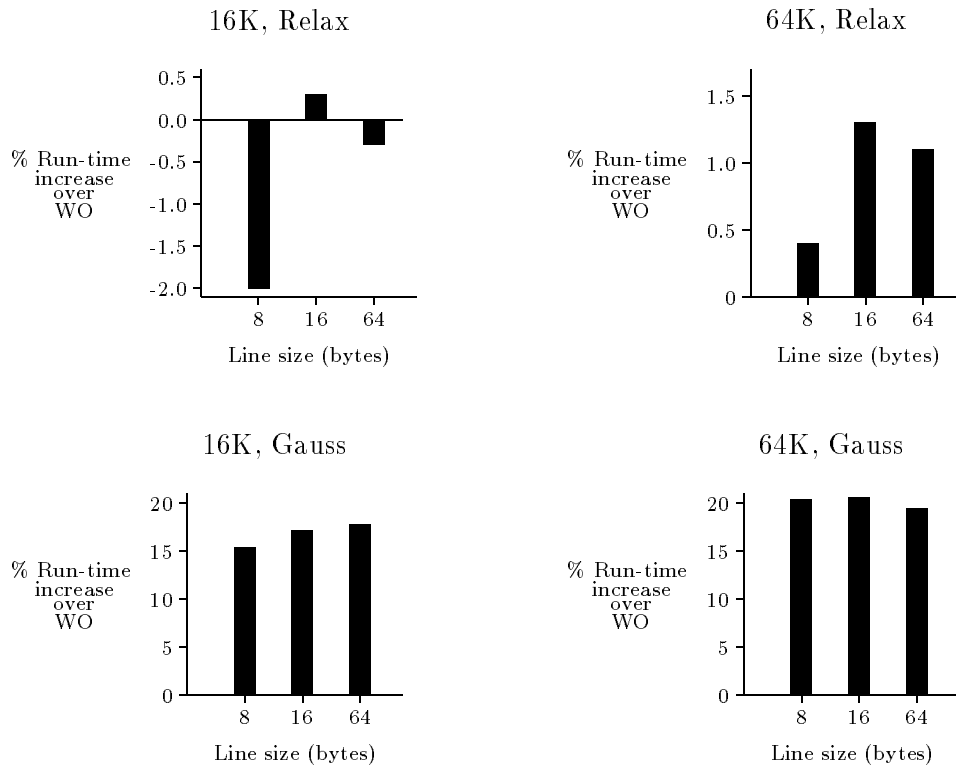 16K, Relax
0.5
0.0
-0.5
-1.0
-1.5
-2.0
% Run-time
increase
over
WO
8 16 64
Line size (bytes)
64K, Relax
1.5
1.0
0.5
0
% Run-time
increase
over
WO
8 16 64
Line size (bytes)
16K, Gauss
20
15
10
5
0
% Run-time
increase
over
WO
8 16 64
Line size (bytes)
64K, Gauss
20
15
10
5
0
% Run-time
increase
over
WO
8 16 64
Line size (bytes)